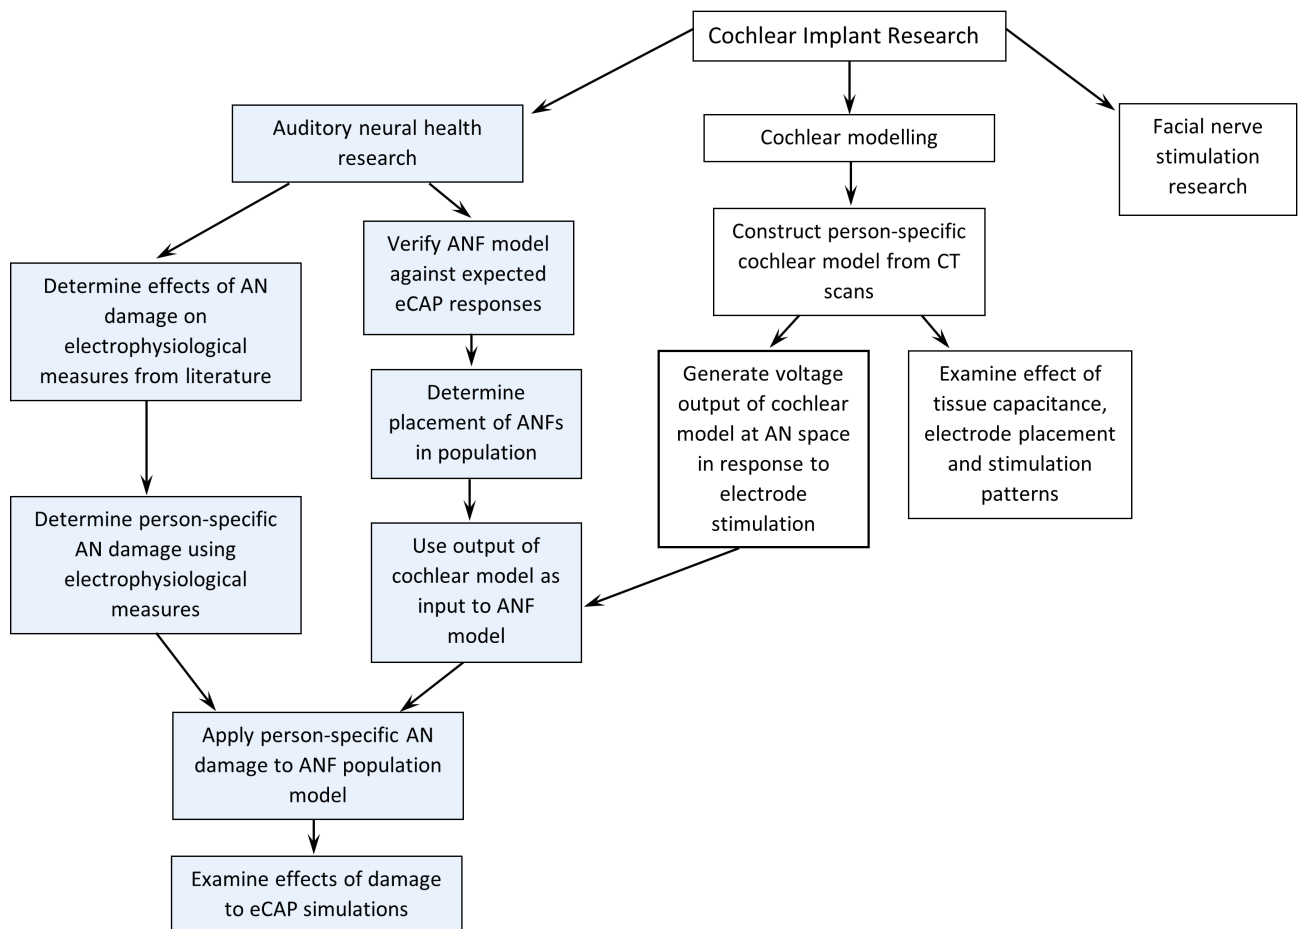 Cochlear Implant Research
Auditory neural health
research
Cochlear modelling
Facial nerve
stimulation
research
Determine effects of AN
damage on
electrophysiological
measures from literature
Verify ANF model
against expected
eCAP responses
Construct person-specific
cochlear model from CT
scans
Determine
placement of ANFs
in population
Generate voltage
output of cochlear
model at AN space
in response to
electrode
stimulation
Examine effect of
tissue capacitance,
electrode placement
and stimulation
patterns
Determine person-specific
AN damage using
electrophysiological
measures
Use output of
cochlear model as
input to ANF
model
Apply person-specific AN
damage to ANF population
model
Examine effects of damage
to eCAP simulations